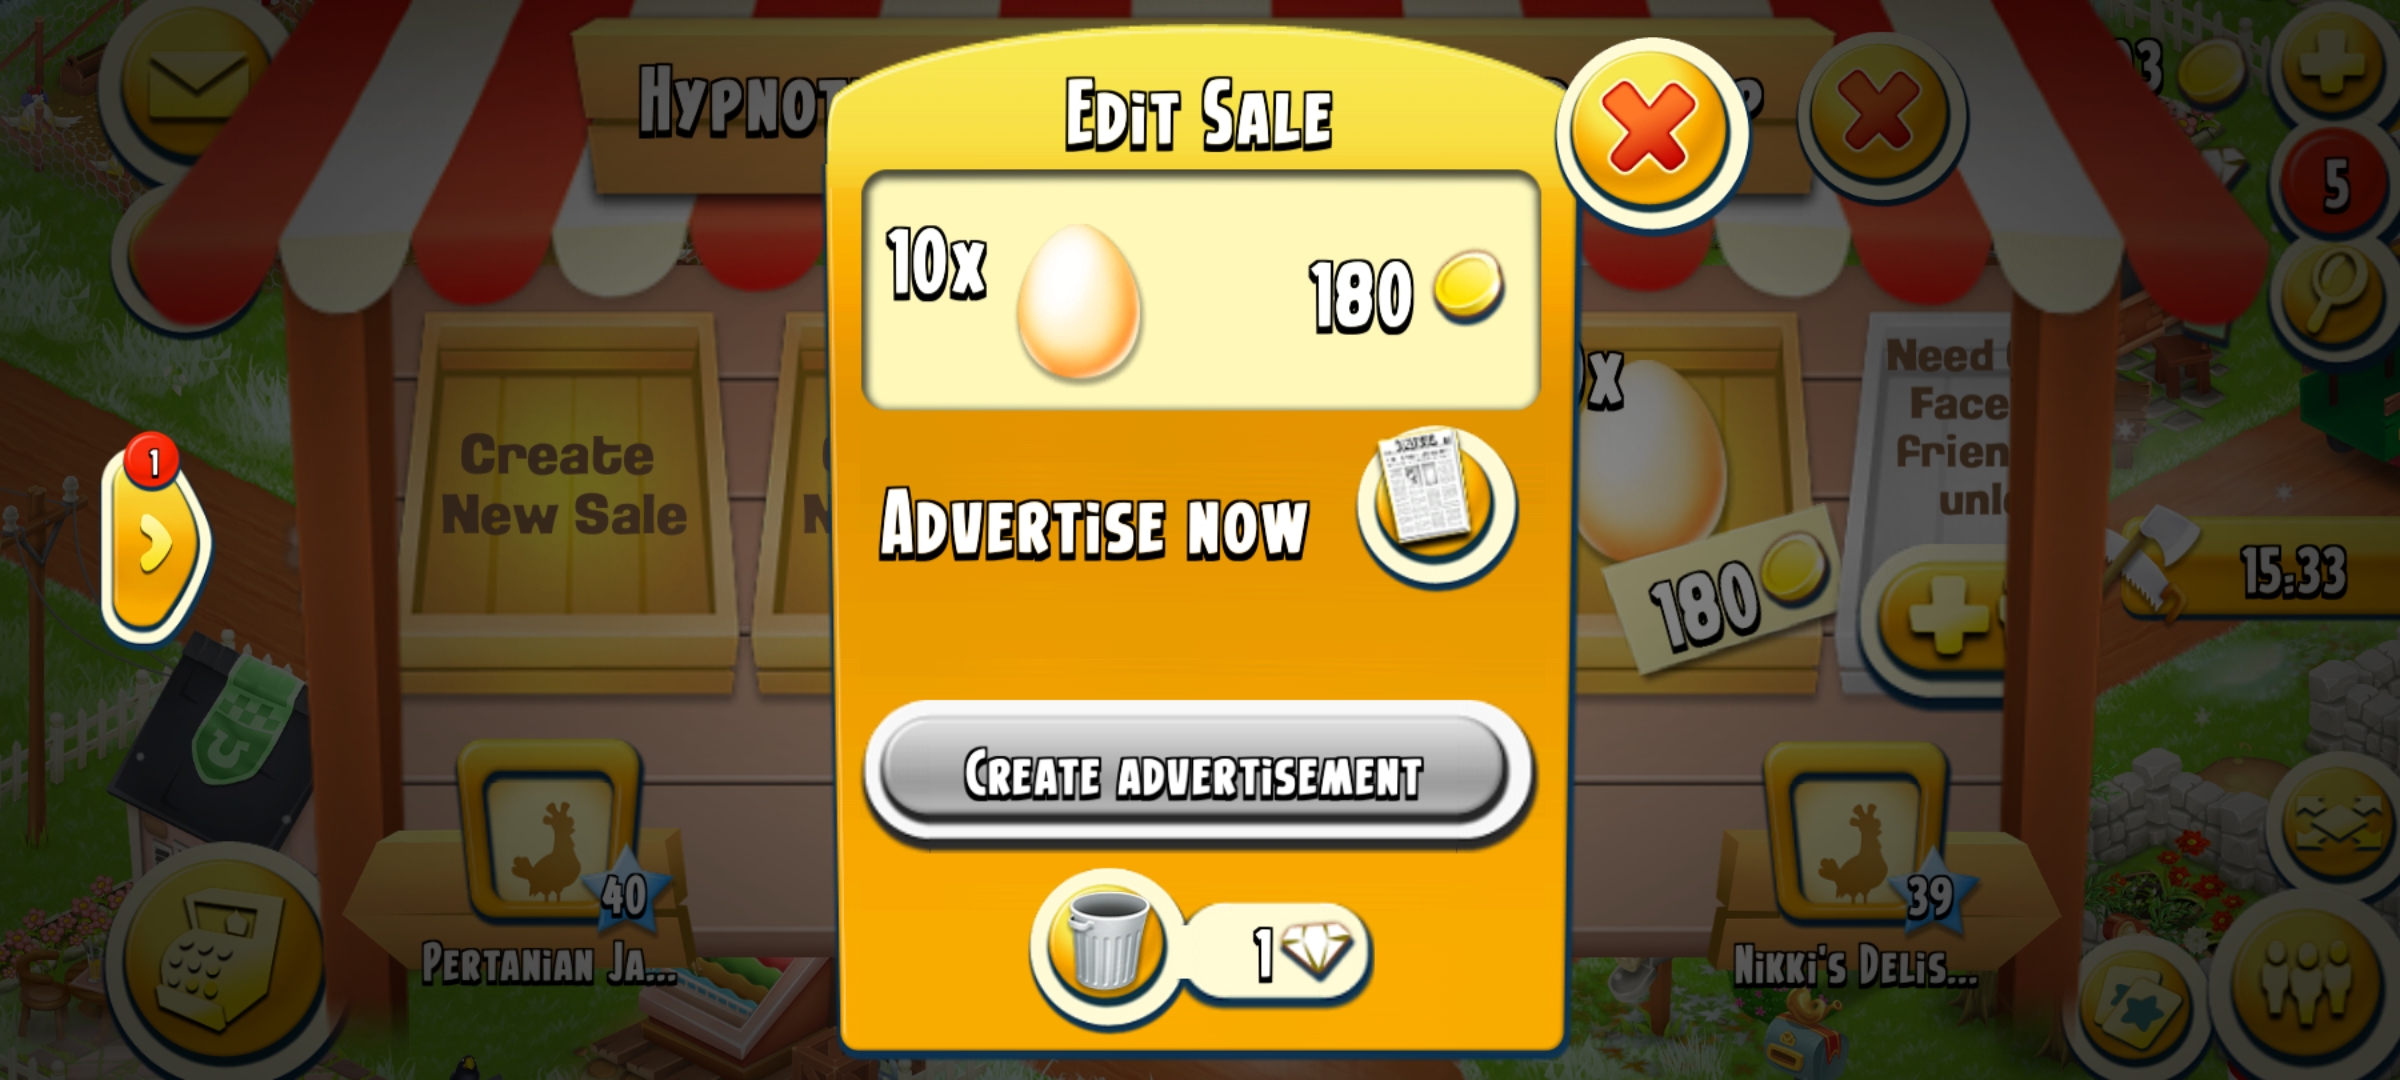 HYPNOT
EDIT SALE
5
10x
180
Create
New Sale
x
180
Need
Face
frien
unl
1
ADVERTISE NOW
15:33
CREATE ADVERTISEMENT
40
PERTANIAN JA...
1
39
NIKKI'S DELIS...